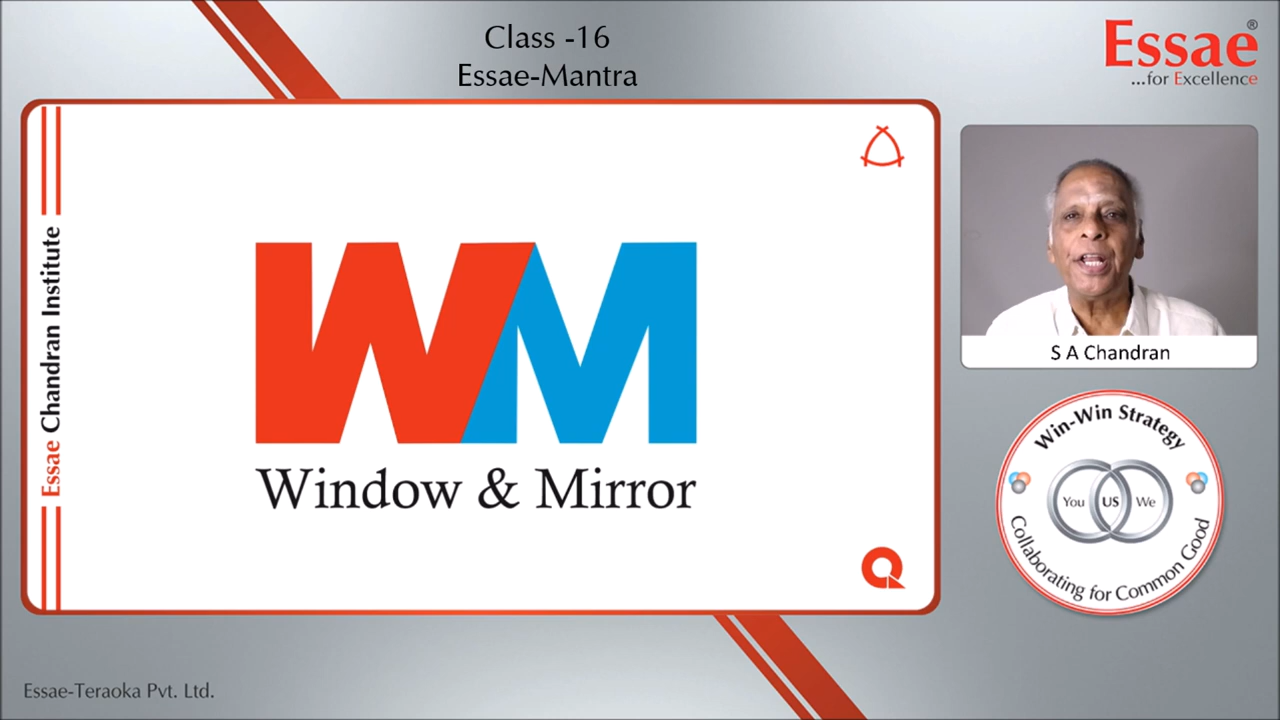 Class -16
Essae-Mantra
Essae®
...for Excellence
Essae Chandran Institute
WM
Window & Mirror
S A Chandran
Win-Win Strategy
You US We
Collaborating for Common Good
Essae-Teraoka Pvt. Ltd.